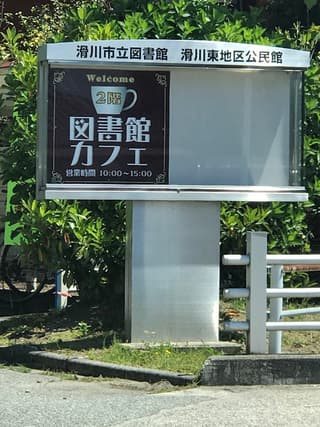 滑川市立図書館 滑川東地区公民館
Welcome
2階
図書館
カフェ
営業時間 10:00～15:00